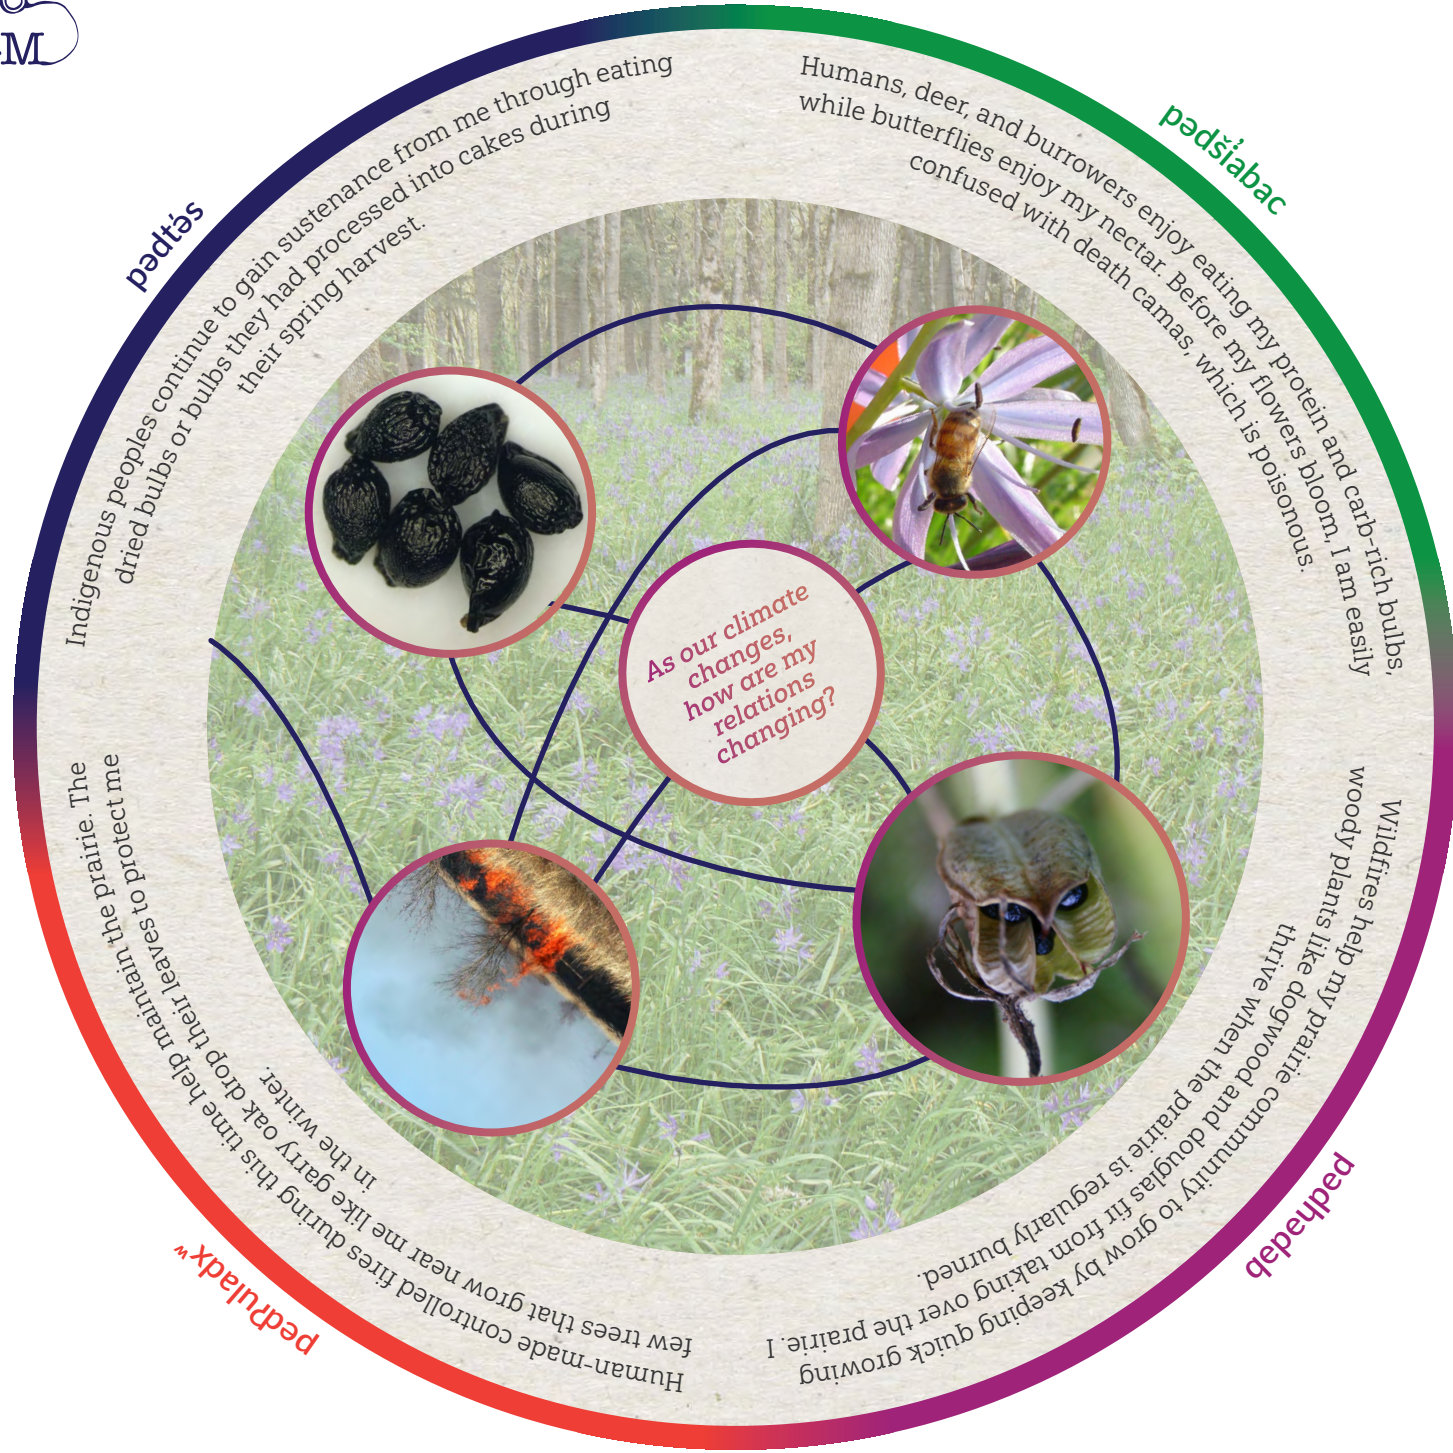 M
pədt̕əs
Indigenous peoples continue to gain sustenance from me through eating
dried bulbs or bulbs they had processed into cakes during
their spring harvest.
pədši̓abac
Humans, deer, and burrowers enjoy eating my protein and carb-rich bulbs,
while butterflies enjoy my nectar. Before my flowers bloom, I am easily
confused with death camas, which is poisonous.
As our climate
changes,
how are my
relations
changing?
pədhədəb
Wildfires help my prairie community to grow by keeping quick growing
woody plants like dogwood and douglas fir from taking over the prairie. I
thrive when the prairie is regularly burned.
pədʔuladxʷ
Human-made controlled fires during this time help maintain the prairie. The
few trees that grow near me like garry oak drop their leaves to protect me
in the winter.